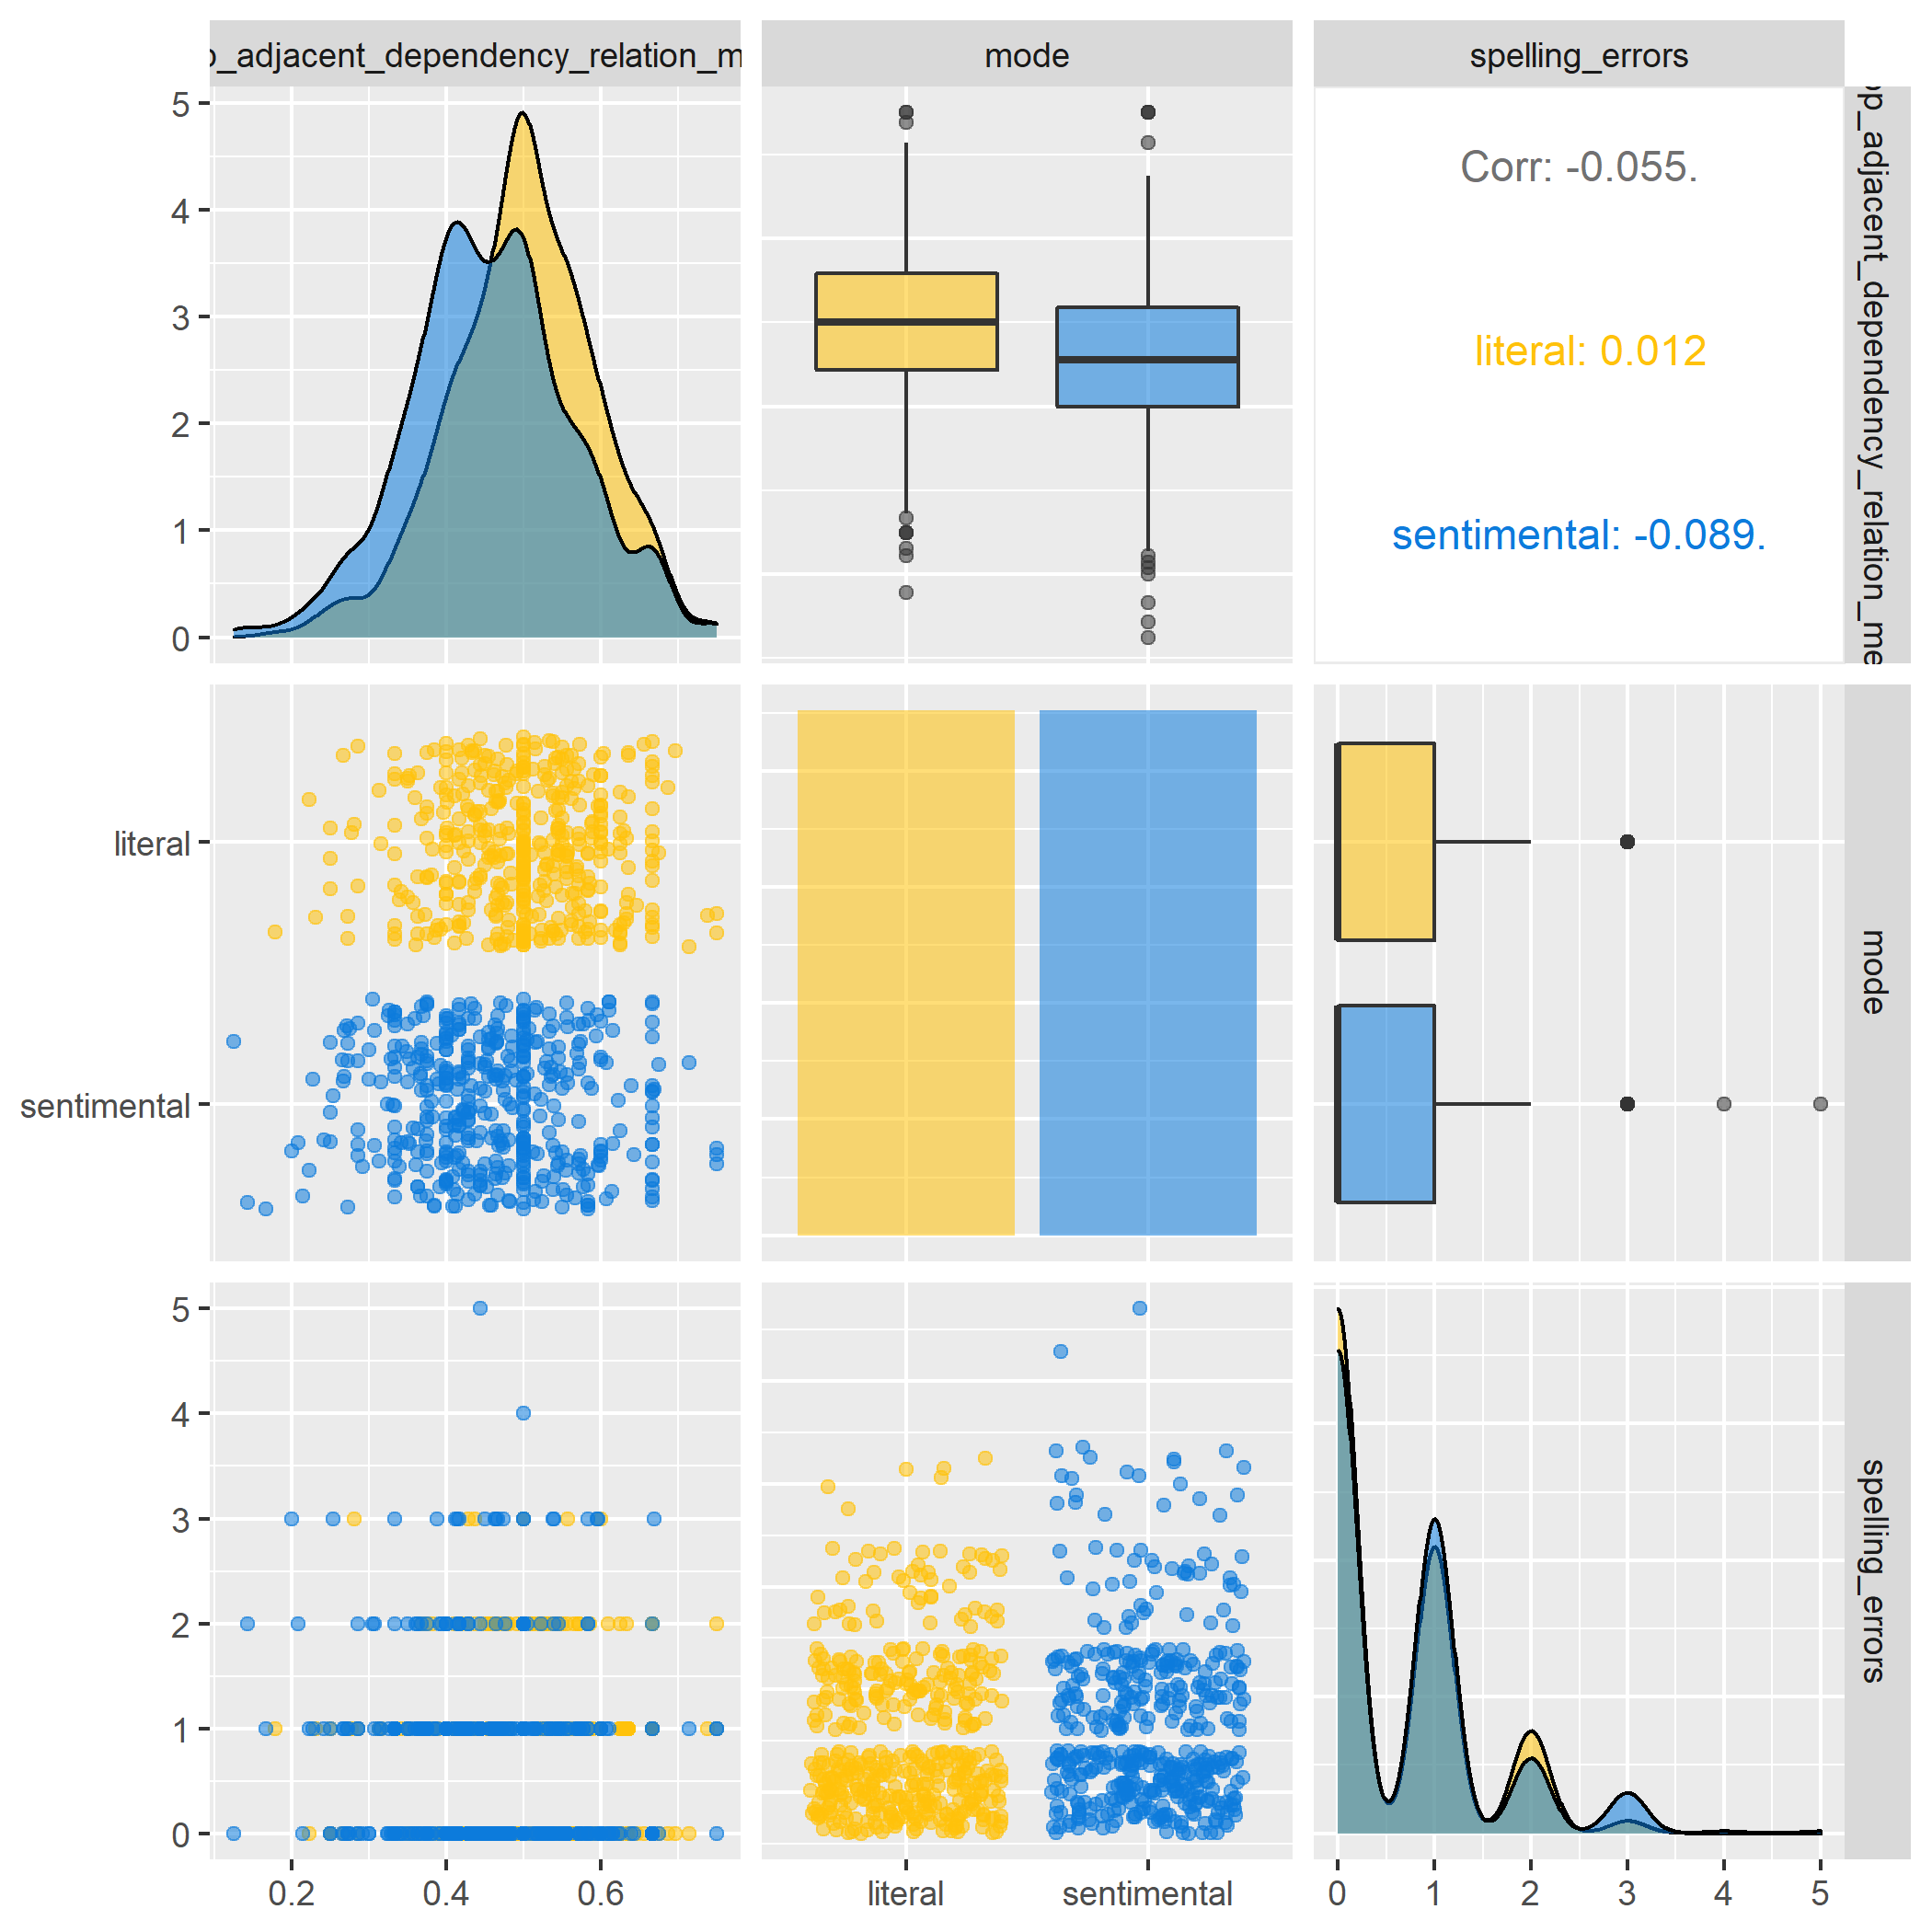 _adjacent_dependency_relation_m
mode
spelling_errors
5
4
3
2
1
0
Corr: -0.055.
literal: 0.012
sentimental: -0.089.
p_adjacent_dependency_relation_me
literal
sentimental
mode
5
4
3
2
1
0
spelling_errors
0.2
0.4
0.6
literal
sentimental
0
1
2
3
4
5